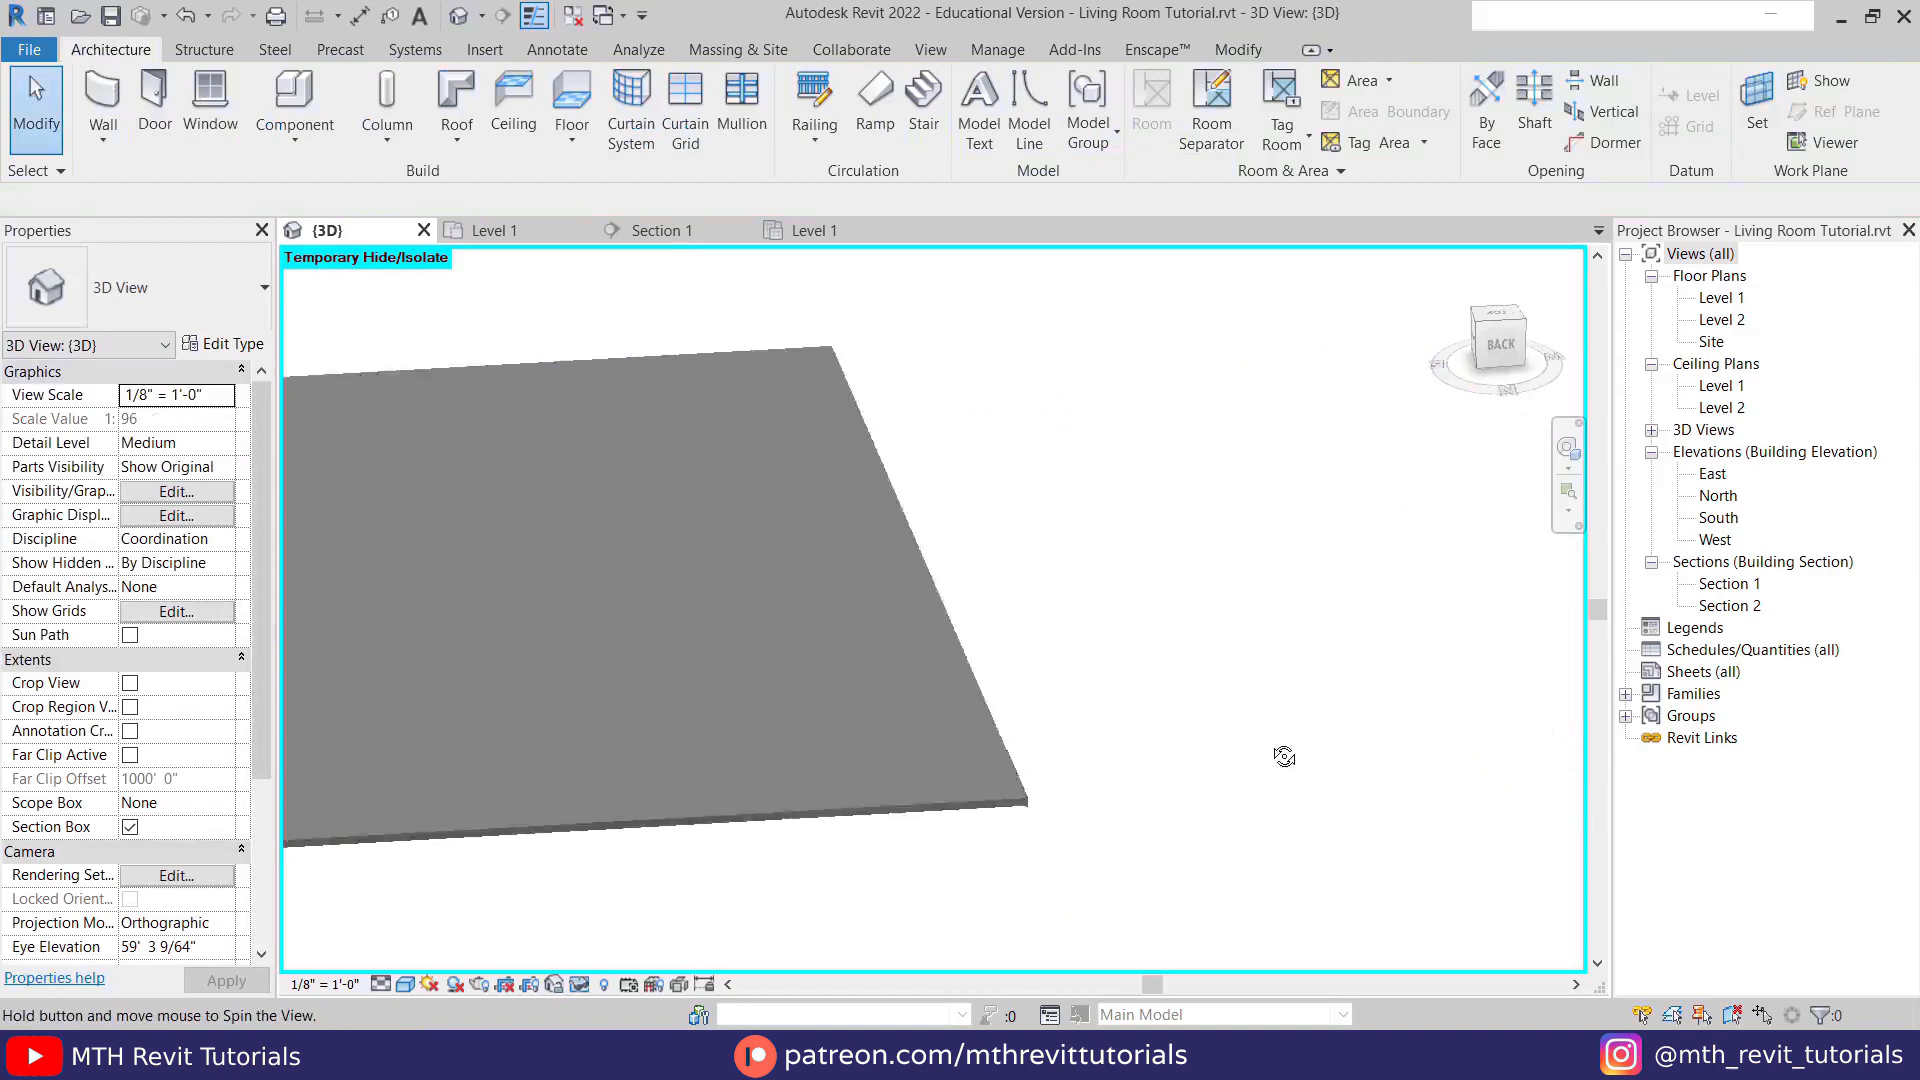 Autodesk Revit 2022 - Educational Version - Living Room Tutorial.rvt - 3D View: {3D}
File Architecture Structure Steel Precast Systems Insert Annotate Analyze Massing & Site Collaborate View Manage Add-Ins Enscape™ Modify
Modify Wall Door Window Component Column Roof Ceiling Floor Curtain System Curtain Grid Mullion Railing Ramp Stair Model Text Model Line Model Group Room Room Separator Tag Room
Area
Area Boundary
Tag Area
By Face Shaft
Wall
Vertical
Dormer
Level
Grid
Set
Show
Ref Plane
Viewer
Select Build Circulation Model Room & Area Opening Datum Work Plane
Properties
{3D} Level 1 Section 1 Level 1
Project Browser - Living Room Tutorial.rvt
3D View
3D View: {3D} Edit Type
Graphics
View Scale 1/8" = 1'-0"
Scale Value 1: 96
Detail Level Medium
Parts Visibility Show Original
Visibility/Grap... Edit...
Graphic Displ... Edit...
Discipline Coordination
Show Hidden ... By Discipline
Default Analys... None
Show Grids Edit...
Sun Path
Extents
Crop View
Crop Region V...
Annotation Cr...
Far Clip Active
Far Clip Offset 1000' 0"
Scope Box None
Section Box
Camera
Rendering Set... Edit...
Locked Orient...
Projection Mo... Orthographic
Eye Elevation 59' 3 9/64"
Properties help Apply
Temporary Hide/Isolate
TOP
BACK
Views (all)
Floor Plans
Level 1
Level 2
Site
Ceiling Plans
Level 1
Level 2
3D Views
Elevations (Building Elevation)
East
North
South
West
Sections (Building Section)
Section 1
Section 2
Legends
Schedules/Quantities (all)
Sheets (all)
Families
Groups
Revit Links
1/8" = 1'-0"
Hold button and move mouse to Spin the View.
:0
Main Model
:0
MTH Revit Tutorials
patreon.com/mthrevittutorials
@mth_revit_tutorials